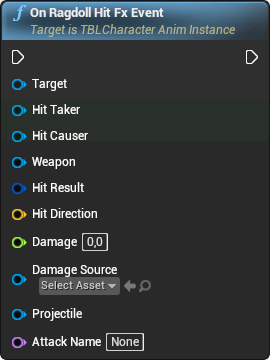 On Ragdoll Hit Fx Event
Target is TBLCharacter Anim Instance
Target
Hit Taker
Hit Causer
Weapon
Hit Result
Hit Direction
Damage 0,0
Damage Source
Select Asset
Projectile
Attack Name None